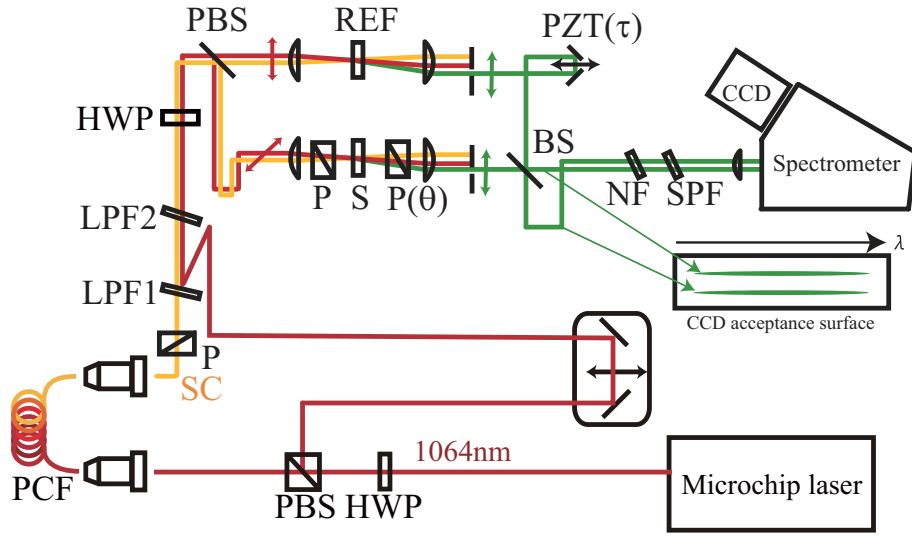 PBS
REF
PZT(τ)
CCD
HWP
BS
Spectrometer
P
S
P(θ)
NF
SPF
LPF2
λ
LPF1
CCD acceptance surface
P
SC
1064nm
PCF
PBS
HWP
Microchip laser